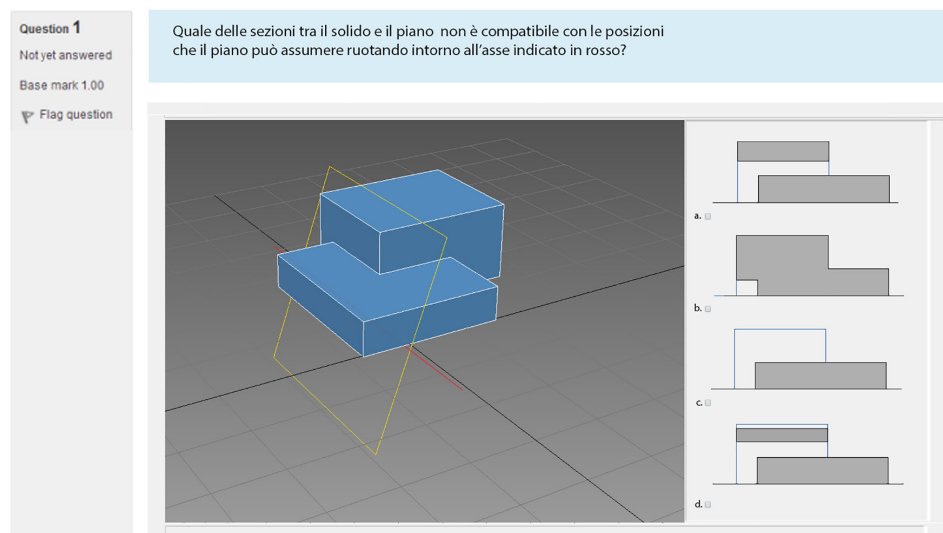 Question 1
Not yet answered
Base mark 1.00
Flag question
Quale delle sezioni tra il solido e il piano non è compatibile con le posizioni
che il piano può assumere ruotando intorno all'asse indicato in rosso?
a.
b.
c.
d.